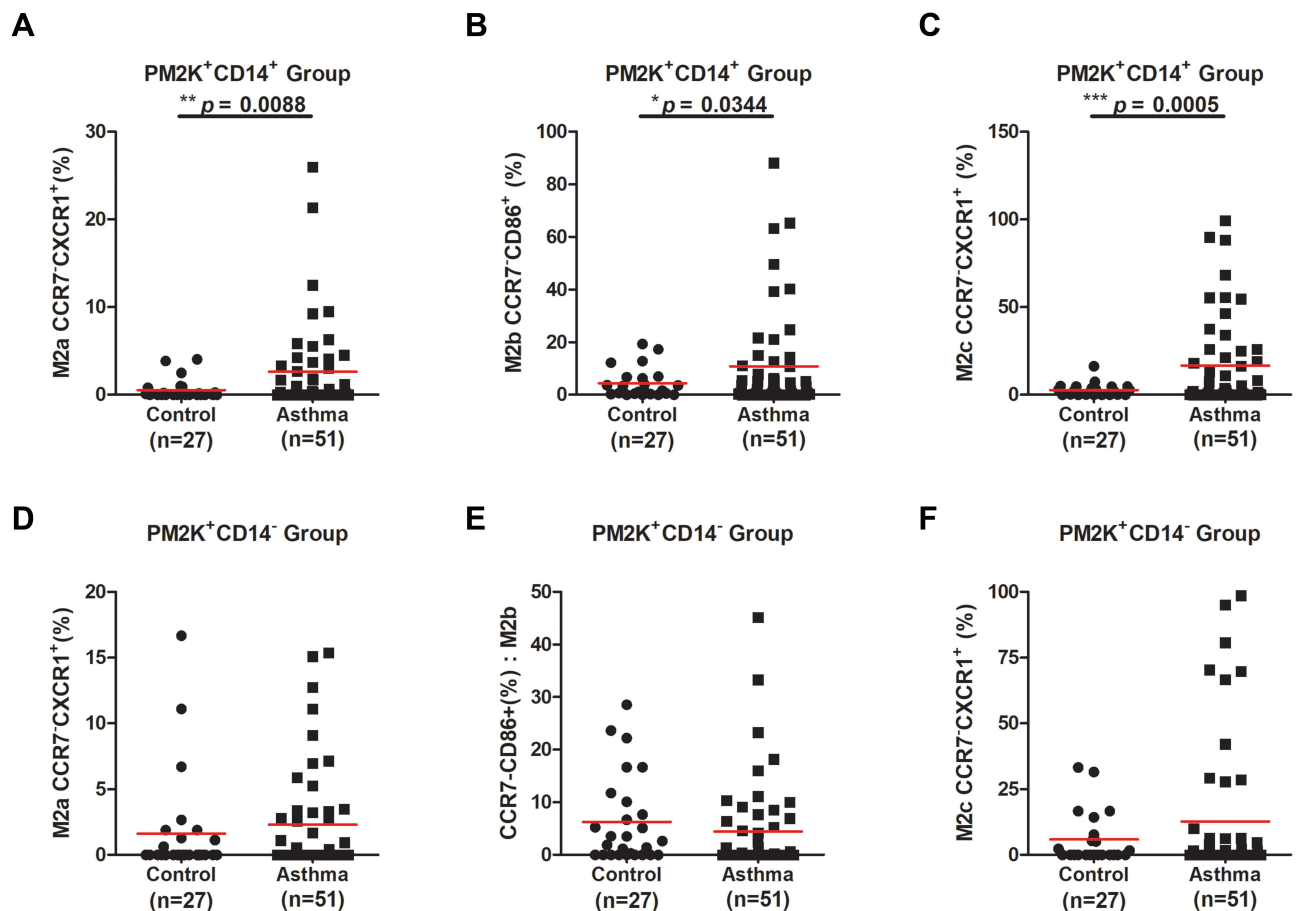 A
PM2K⁺CD14⁺ Group
** p = 0.0088
M2a CCR7⁻CXCR1⁺(%)
30
20
10
0
Control
(n=27)
Asthma
(n=51)
B
PM2K⁺CD14⁺ Group
* p = 0.0344
M2b CCR7⁻CD86⁺ (%)
100
80
60
40
20
0
Control
(n=27)
Asthma
(n=51)
C
PM2K⁺CD14⁺ Group
*** p = 0.0005
M2c CCR7⁻CXCR1⁺ (%)
150
100
50
0
Control
(n=27)
Asthma
(n=51)
D
PM2K⁺CD14⁻ Group
M2a CCR7⁻CXCR1⁺(%)
20
15
10
5
0
Control
(n=27)
Asthma
(n=51)
E
PM2K⁺CD14⁻ Group
CCR7-CD86+(%) : M2b
50
40
30
20
10
0
Control
(n=27)
Asthma
(n=51)
F
PM2K⁺CD14⁻ Group
M2c CCR7⁻CXCR1⁺ (%)
100
75
50
25
0
Control
(n=27)
Asthma
(n=51)